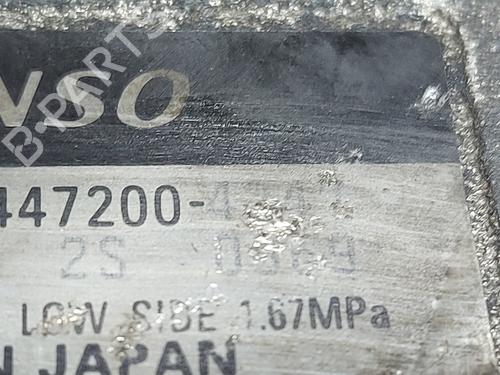 NSO
447200-
2S
LOW SIDE 1.67MPa
N JAPAN
B-PARTS